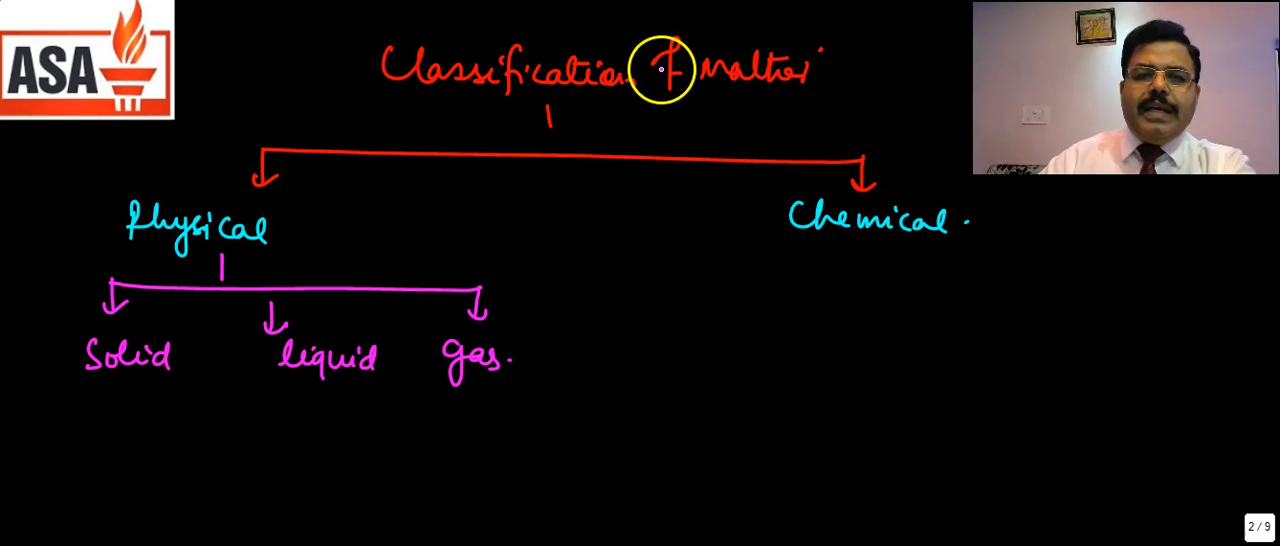 ASA
Classification of Matter
Physical
Chemical.
Solid liquid gas.
2/9